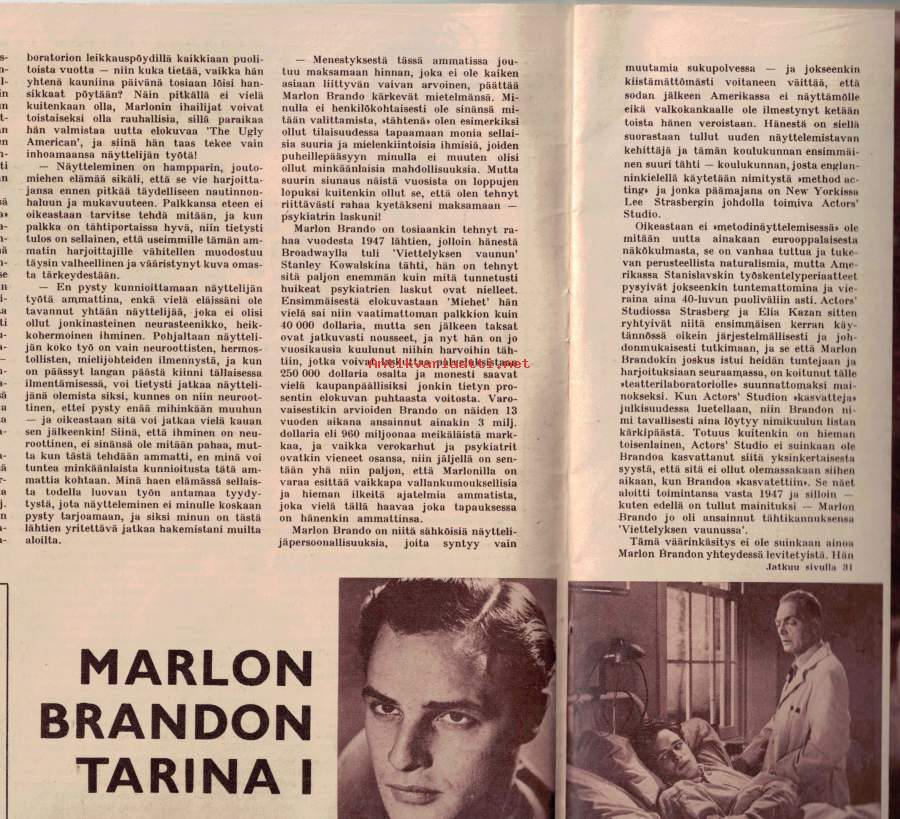 boratorion leikkauspöydillä kaikkiaan puoli-
toista vuotta — niin kuka tietää, vaikka hän
yhtenä kauniina päivänä tosiaan löisi han-
sikkaat pöytään? Näin pitkällä ei vielä
kuitenkaan olla, Marlonin ihailijat voivat
toistaiseksi olla rauhallisia, sillä paraikaa
hän valmistaa uutta elokuvaa 'The Ugly
American', ja siinä hän taas tekee vain
inhoamaansa näyttelijän työtä!
— Näytteleminen on hampparin, jouto-
miehen elämää sikäli, että se vie harjoitta-
jansa ennen pitkää täydelliseen nautinnon-
haluun ja mukavuuteen. Palkkansa eteen ei
oikeastaan tarvitse tehdä mitään, ja kun
palkka on tähtiportaissa hyvä, niin tietysti
tulos on sellainen, että useimmille tämän am-
matin harjoittajille vähitellen muodostuu
täysin valheellinen ja vääristynyt kuva omas-
ta tärkeydestään.
— En pysty kunnioittamaan näyttelijän
työtä ammattina, enkä vielä eläissäni ole
tavannut yhtään näyttelijää, joka ei olisi
ollut jonkinasteinen neurasteenikko, heik-
kohermoinen ihminen. Pohjaltaan näytteli-
jän koko työ on vain neuroottisten, hermos-
tollisten, mielijohteiden ilmennystä, ja kun
on päässyt langan päästä kiinni tällaisessa
ilmentämisessä, voi tietysti jatkaa näytteli-
jänä olemista siksi, kunnes on niin neuroot-
tinen, ettei pysty enää mihinkään muuhun
— ja oikeastaan sitä voi jatkaa vielä kauan
sen jälkeenkin! Siinä, että ihminen on neu-
roottinen, ei sinänsä ole mitään pahaa, mut-
ta kun tästä tehdään ammatti, en minä voi
tuntea minkäänlaista kunnioitusta tätä am-
mattia kohtaan. Minä haen elämässä sellais-
ta todella luovan työn antamaa tyydy-
tystä, jota näytteleminen ei minulle koskaan
pysty tarjoamaan, ja siksi minun on tästä
lähtien yritettävä jatkaa hakemistani muilta
aloilta.
— Menestyksestä tässä ammatissa jou-
tuu maksamaan hinnan, joka ei ole kaiken
asiaan liittyvän vaivan arvoinen, päättää
Marlon Brando kärkevät mietelmänsä. Mi-
nulla ei henkilökohtaisesti ole sinänsä mi-
tään valittamista, »tähtenä» olen esimerkiksi
ollut tilaisuudessa tapaamaan monia sellai-
sia suuria ja mielenkiintoisia ihmisiä, joiden
puheillepääsyyn minulla ei muuten olisi
ollut minkäänlaisia mahdollisuuksia. Mutta
suurin siunaus näistä vuosista on loppujen
lopuksi kuitenkin ollut se, että olen tehnyt
riittävästi rahaa kyetäkseni maksamaan —
psykiatrin laskuni!
Marlon Brando on tosiaankin tehnyt ra-
haa vuodesta 1947 lähtien, jolloin hänestä
Broadwaylla tuli 'Viettelyksen vaunun'
Stanley Kowalskina tähti, hän on tehnyt
sitä paljon enemmän kuin mitä tunnetusti
huikeat psykiatrien laskut ovat nielleet.
Ensimmäisestä elokuvastaan 'Miehet' hän
vielä sai niin vaatimattoman palkkion kuin
40 000 dollaria, mutta sen jälkeen taksat
ovat jatkuvasti nousseet, ja nyt hän on jo
vuosikausia kuulunut niihin harvoihin täh-
tiin, jotka voivat laskuttaa palveluksistaan
250 000 dollaria osalta ja monesti saavat
vielä kaupanpäällisiksi jonkin tietyn pro-
sentin elokuvan puhtaasta voitosta. Varo-
vaisestikin arvioiden Brando on näiden 13
vuoden aikana ansainnut ainakin 3 milj.
dollaria eli 960 miljoonaa meikäläistä mark-
kaa, ja vaikka verokarhut ja psykiatrit
ovatkin vieneet osansa, niin jäljellä on sen-
tään yhä niin paljon, että Marlonilla on
varaa esittää vaikkapa vallankumouksellisia
ja hieman ilkeitä ajatelmia ammatista,
joka vielä tällä haavaa joka tapauksessa
on hänenkin ammattinsa.
Marlon Brando on niitä sähköisiä näytteli-
jäpersoonallisuuksia, joita syntyy vain
muutamia sukupolvessa — ja jokseenkin
kiistämättömästi voitaneen väittää, että
sodan jälkeen Amerikassa ei näyttämölle
eikä valkokankaalle ole ilmestynyt ketään
toista hänen veroistaan. Hänestä on siellä
suorastaan tullut uuden näyttelemistavan
kehittäjä ja tämän koulukunnan ensimmäi-
nen suuri tähti — koulukunnan, josta englan-
ninkielellä käytetään nimitystä »method ac-
ting» ja jonka päämajana on New Yorkissa
Lee Strasbergin johdolla toimiva Actors'
Studio.
Oikeastaan ei »metodinäyttelemisessä» ole
mitään uutta ainakaan eurooppalaisesta
näkökulmasta, se on vanhaa tuttua ja tuke-
van perusteellista naturalismia, mutta Ame-
rikassa Stanislavskin työskentelyperiaatteet
pysyivät jokseenkin tuntemattomina ja vie-
raina aina 40-luvun puoliväliin asti. Actors'
Studiossa Strasberg ja Elia Kazan sitten
ryhtyivät niitä ensimmäisen kerran käy-
tännössä oikein järjestelmällisesti ja joh-
donmukaisesti tutkimaan, ja se että Marlon
Brandokin joskus istui heidän tuntejaan ja
harjoituksiaan seuraamassa, on koitunut tälle
»teatterilaboratoriolle» suunnattomaksi mai-
nokseksi. Kun Actors' Studion »kasvatteja»
julkisuudessa luetellaan, niin Brandon ni-
mi tavallisesti aina löytyy nimikuulun listan
kärkipäästä. Totuus kuitenkin on hieman
toisenlainen, Actors' Studio ei suinkaan ole
Brandoa kasvattanut siitä yksinkertaisesta
syystä, että sitä ei ollut olemassakaan siihen
aikaan, kun Brandoa »kasvatettiin». Se näet
aloitti toimintansa vasta 1947 ja silloin —
kuten edellä on tullut mainituksi — Marlon
Brando jo oli ansainnut tähtikannuksensa
'Viettelyksen vaunussa'.
Tämä väärinkäsitys ei ole suinkaan ainoa
Marlon Brandon yhteydessä levitetyistä. Hän
Jatkuu sivulla 31
Antikvariaatti.net
MARLON
BRANDON
TARINA I